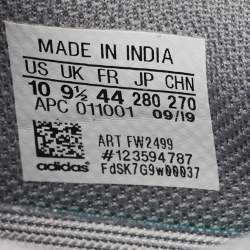 MADE IN INDIA
US UK FR JP CHN
10 9½ 44 280 270
APC 011001 09/19
ART FW2499
#123594787
adidas FdSK7G9w00037